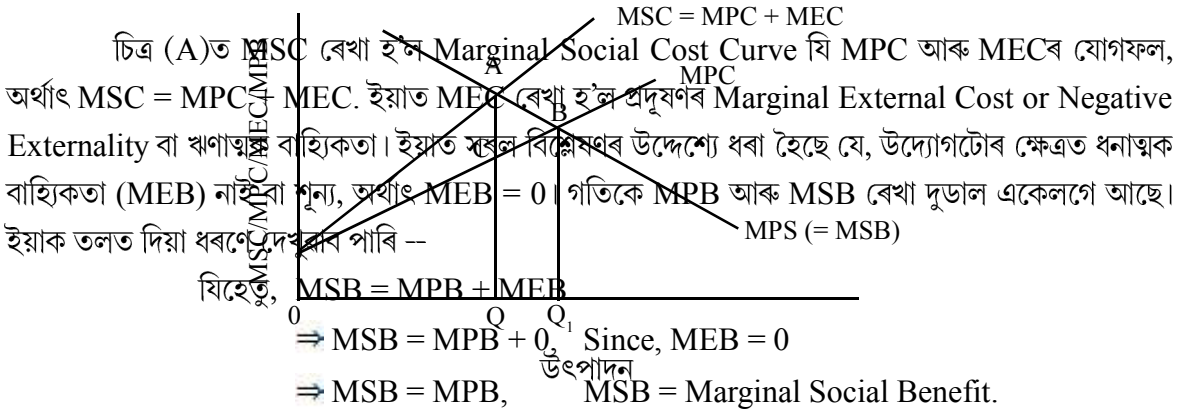 MSC = MPC + MEC
চিত্ৰ (A)ত MSC ৰেখা হ’ল Marginal Social Cost Curve যি MPC আৰু MECৰ যোগফল,
A
MPC
অৰ্থাৎ MSC = MPC + MEC. ইয়াত MEC ৰেখা হ’ল প্ৰদূষণৰ Marginal External Cost or Negative
B
Externality বা ঋণাত্মক বাহ্যিকতা। ইয়াত সৰল বিশ্লেষণৰ উদ্দেশ্যে ধৰা হৈছে যে, উদ্যোগটোৰ ক্ষেত্ৰত ধনাত্মক
C
বাহ্যিকতা (MEB) নাই বা শূন্য, অৰ্থাৎ MEB = 0। গতিকে MPB আৰু MSB ৰেখা দুডাল একেলগে আছে।
MPS (= MSB)
ইয়াক তলত দিয়া ধৰণে দেখুৱাব পাৰি --
MSC/MPC/MEC/MPB
যিহেতু, MSB = MPB + MEB
0 Q Q1
⇒ MSB = MPB + 0, Since, MEB = 0
উৎপাদন
⇒ MSB = MPB, MSB = Marginal Social Benefit.